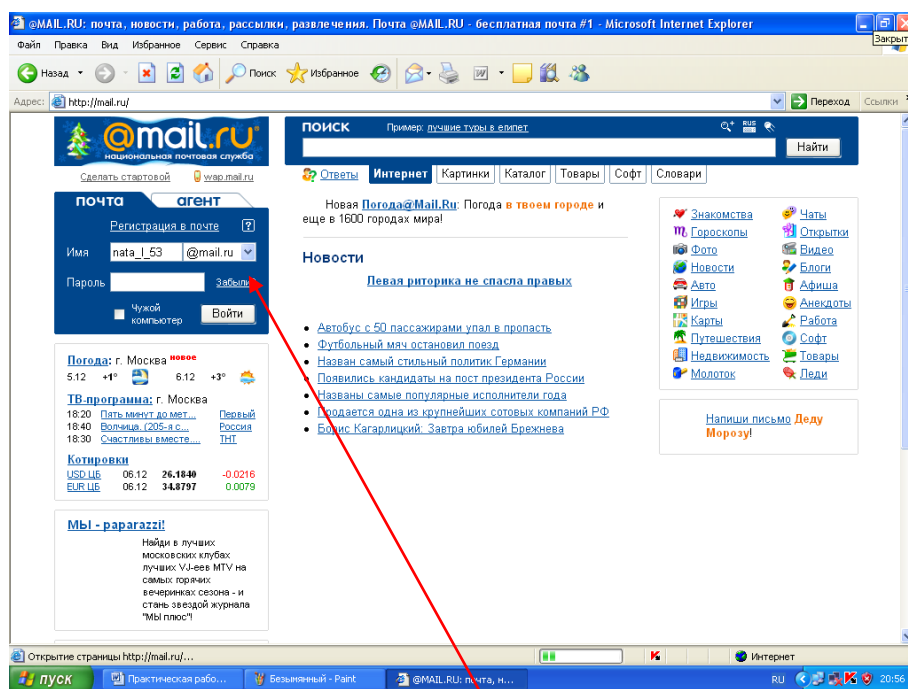 @MAIL.RU: почта, новости, работа, рассылки, развлечения. Почта @MAIL.RU - бесплатная почта #1 - Microsoft Internet Explorer
Закрыт
Файл Правка Вид Избранное Сервис Справка
Назад Поиск Избранное
Адрес: http://mail.ru/ Переход Ссылки
@mail.ru
национальная почтовая служба
Сделать стартовой wap.mail.ru
ПОИСК Пример: лучшие туры в египет RUS
Найти
Ответы Интернет Картинки Каталог Товары Софт Словари
почта агент
Регистрация в почте ?
Имя nata_l_53 @mail.ru
Пароль Забыли
Чужой компьютер Войти
Новая Погода@Mail.Ru: Погода в твоем городе и
еще в 1600 городах мира!
Новости
Левая риторика не спасла правых
Автобус с 50 пассажирами упал в пропасть
Футбольный мяч остановил поезд
Назван самый стильный политик Германии
Появились кандидаты на пост президента России
Названы самые популярные исполнители года
Продается одна из крупнейших сотовых компаний РФ
Борис Кагарлицкий: Завтра юбилей Брежнева
Знакомства Чаты
Гороскопы Открытки
Фото Видео
Новости Блоги
Авто Афиша
Игры Анекдоты
Карты Работа
Путешествия Софт
Недвижимость Товары
Молоток Леди
Напиши письмо Деду
Морозу!
Погода: г. Москва новое
5.12 +1° 6.12 +3°
ТВ-программа: г. Москва
18:20 Пять минут до мет... Первый
18:40 Волчица. (205-я с... Россия
18:30 Счастливы вместе.... ТНТ
Котировки
USD ЦБ 06.12 26.1840 -0.0216
EUR ЦБ 06.12 34.8797 0.0079
МЫ - paparazzi!
Найди в лучших
московских клубах
лучших VJ-еев MTV на
самых горячих
вечеринках сезона - и
стань звездой журнала
"МЫ плюс"!
Открытие страницы http://mail.ru/... Интернет
пуск Практическая рабо... Безымянный - Paint @MAIL.RU: почта, н... RU 20:56